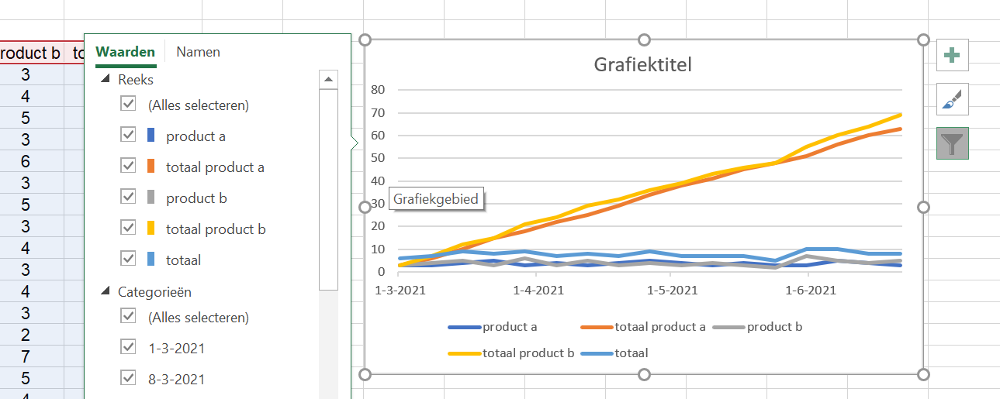 roduct b
to
3
4
5
3
6
3
5
3
4
3
4
3
2
7
5
4
Waarden Namen
Reeks
(Alles selecteren)
product a
totaal product a
product b
totaal product b
totaal
Categorieën
(Alles selecteren)
1-3-2021
8-3-2021
Grafiektitel
80
70
60
50
40
30
20
10
0
Grafiekgebied
1-3-2021 1-4-2021 1-5-2021 1-6-2021
product a totaal product a product b
totaal product b totaal